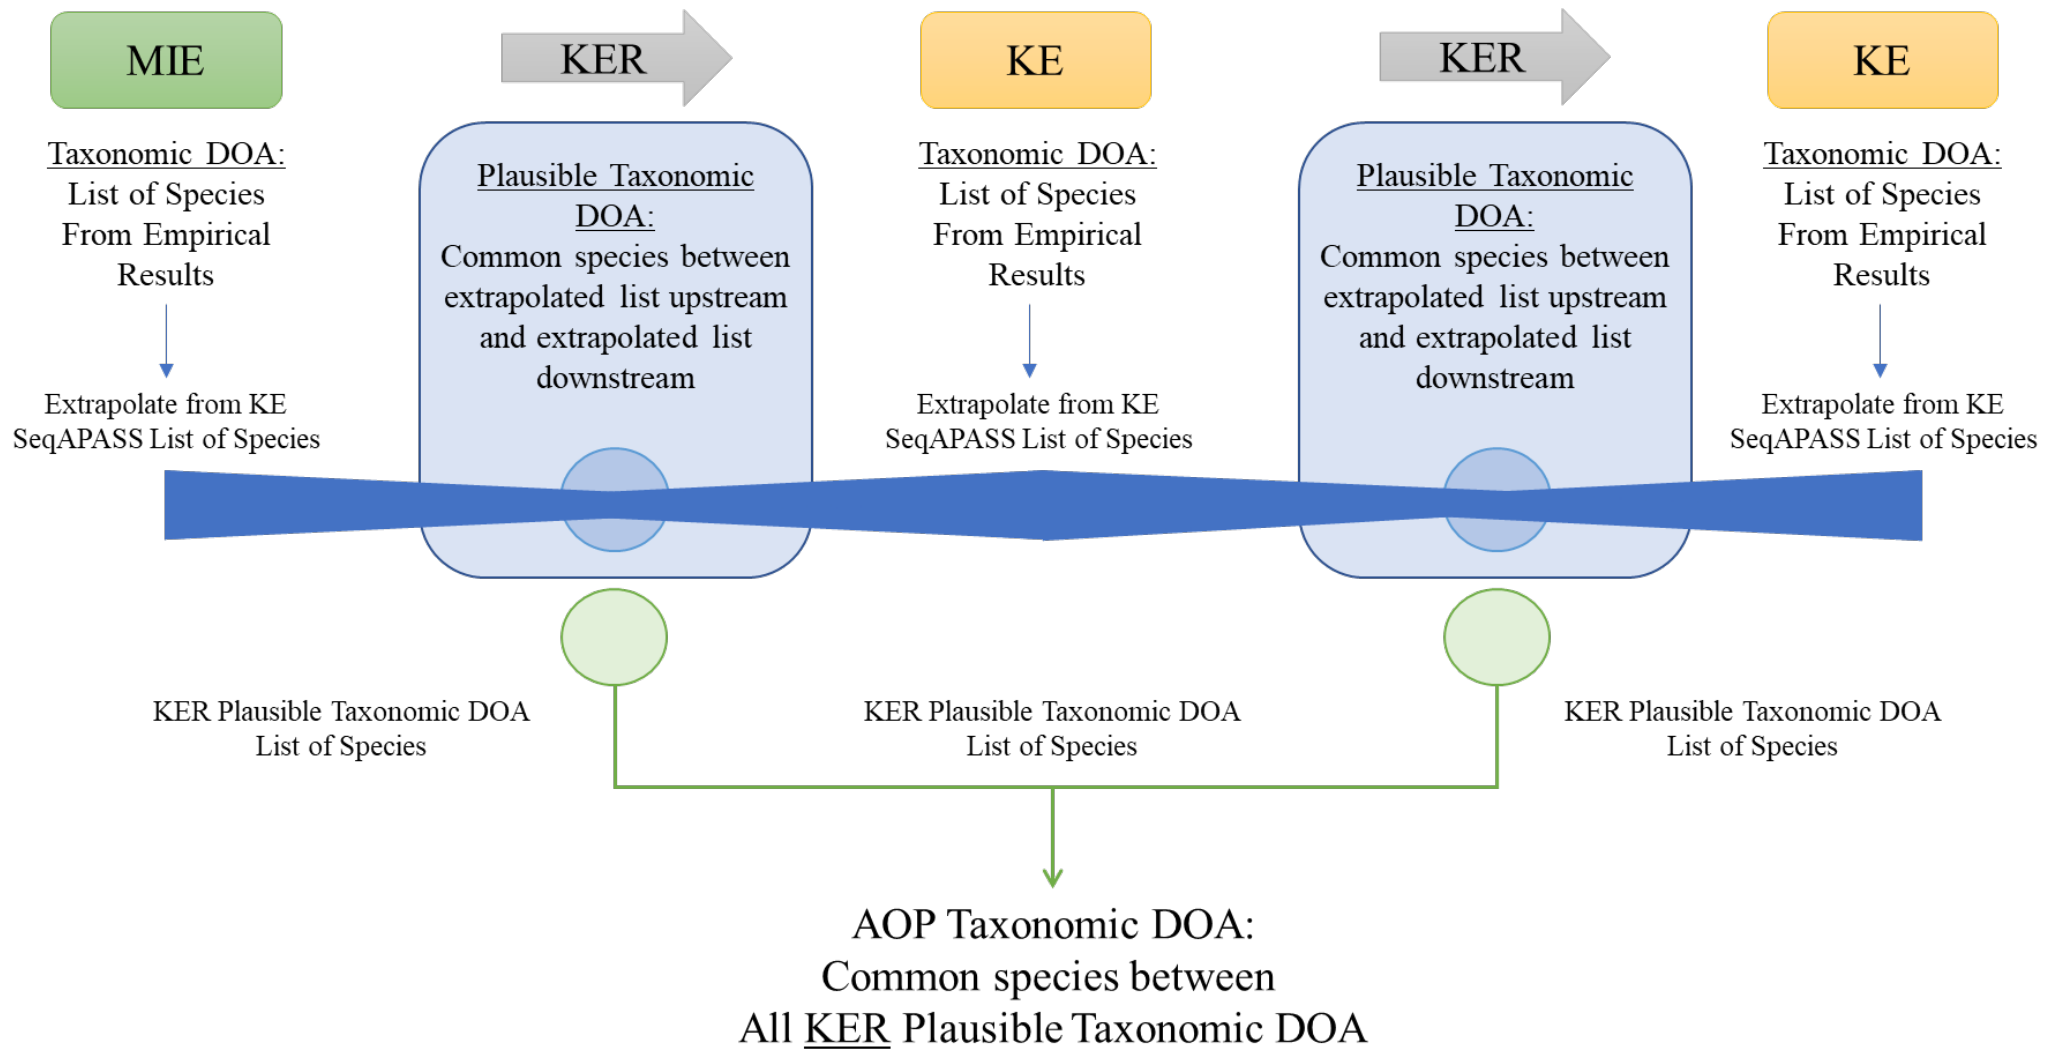 MIE
KER
KE
KER
KE
Taxonomic DOA:
List of Species
From Empirical
Results
Extrapolate from KE
SeqAPASS List of Species
Plausible Taxonomic
DOA:
Common species between
extrapolated list upstream
and extrapolated list
downstream
Taxonomic DOA:
List of Species
From Empirical
Results
Extrapolate from KE
SeqAPASS List of Species
Plausible Taxonomic
DOA:
Common species between
extrapolated list upstream
and extrapolated list
downstream
Taxonomic DOA:
List of Species
From Empirical
Results
Extrapolate from KE
SeqAPASS List of Species
KER Plausible Taxonomic DOA
List of Species
KER Plausible Taxonomic DOA
List of Species
KER Plausible Taxonomic DOA
List of Species
AOP Taxonomic DOA:
Common species between
All KER Plausible Taxonomic DOA